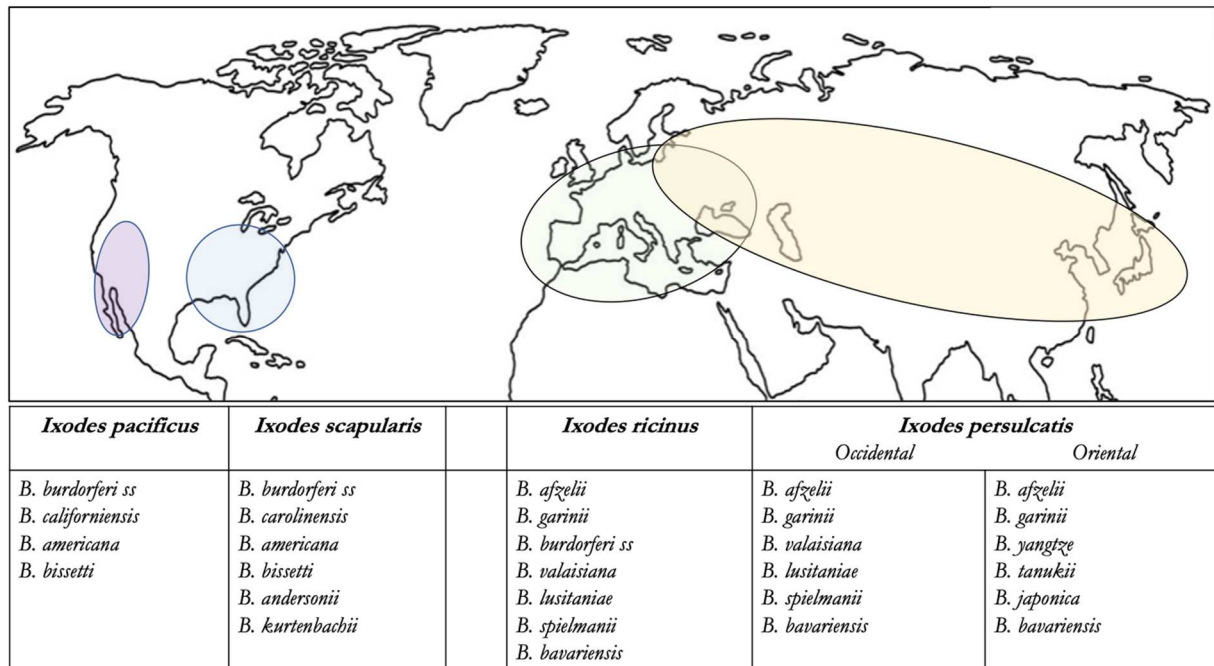 Ixodes pacificus
Ixodes scapularis
Ixodes ricinus
Ixodes persulcatis
Occidental
Oriental
B. burdorferi ss
B. californiensis
B. americana
B. bissetti
B. burdorferi ss
B. carolinensis
B. americana
B. bissetti
B. andersonii
B. kurtenbachii
B. afzelii
B. garinii
B. burdorferi ss
B. valaisiana
B. lusitaniae
B. spielmanii
B. bavariensis
B. afzelii
B. garinii
B. valaisiana
B. lusitaniae
B. spielmanii
B. bavariensis
B. afzelii
B. garinii
B. yangtze
B. tanukii
B. japonica
B. bavariensis